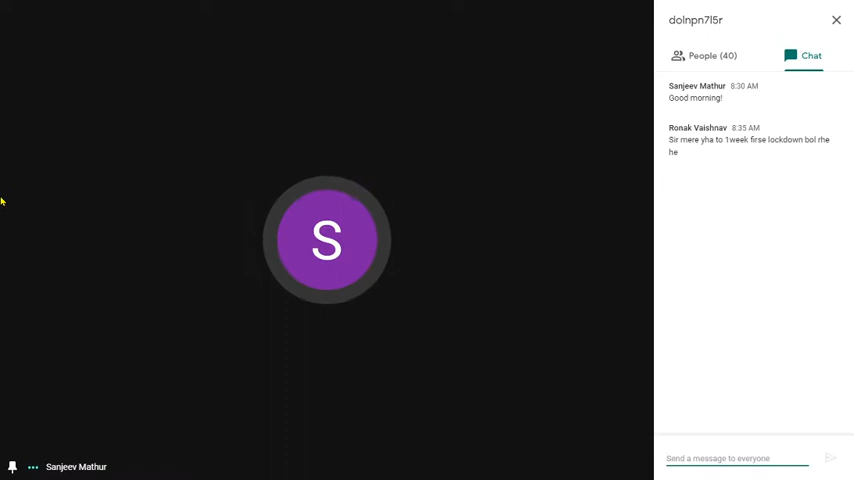 dolnpn7l5r
People (40)
Chat
Sanjeev Mathur 8:30 AM
Good morning!
Ronak Vaishnav 8:35 AM
Sir mere yha to 1week firse lockdown bol rhe
he
S
Sanjeev Mathur
Send a message to everyone